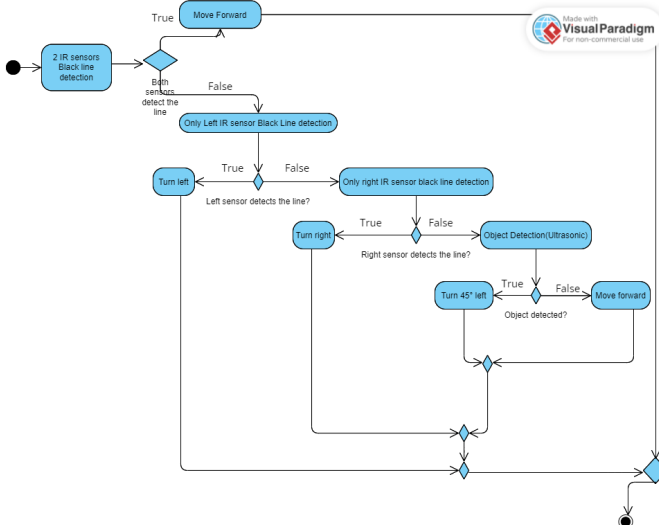 True
Move Forward
Made with
Visual Paradigm
For non-commercial use
2 IR sensors
Black line
detection
Both
sensors
detect the
line
False
Only Left IR sensor Black Line detection
True
False
Turn left
Only right IR sensor black line detection
Left sensor detects the line?
True
False
Turn right
Object Detection(Ultrasonic)
Right sensor detects the line?
True
False
Turn 45° left
Move forward
Object detected?